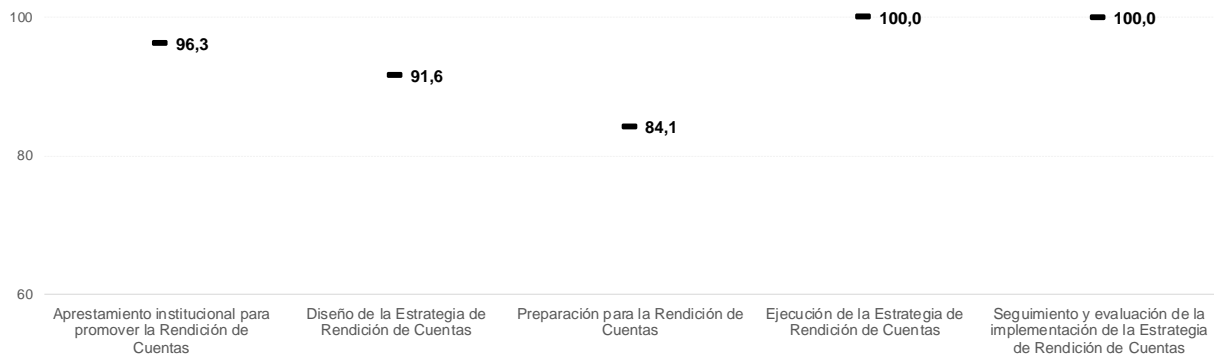 100
100,0
100,0
96,3
91,6
84,1
80
60
Aprestamiento institucional para
promover la Rendición de
Cuentas
Diseño de la Estrategia de
Rendición de Cuentas
Preparación para la Rendición de
Cuentas
Ejecución de la Estrategia de
Rendición de Cuentas
Seguimiento y evaluación de la
implementación de la Estrategia
de Rendición de Cuentas